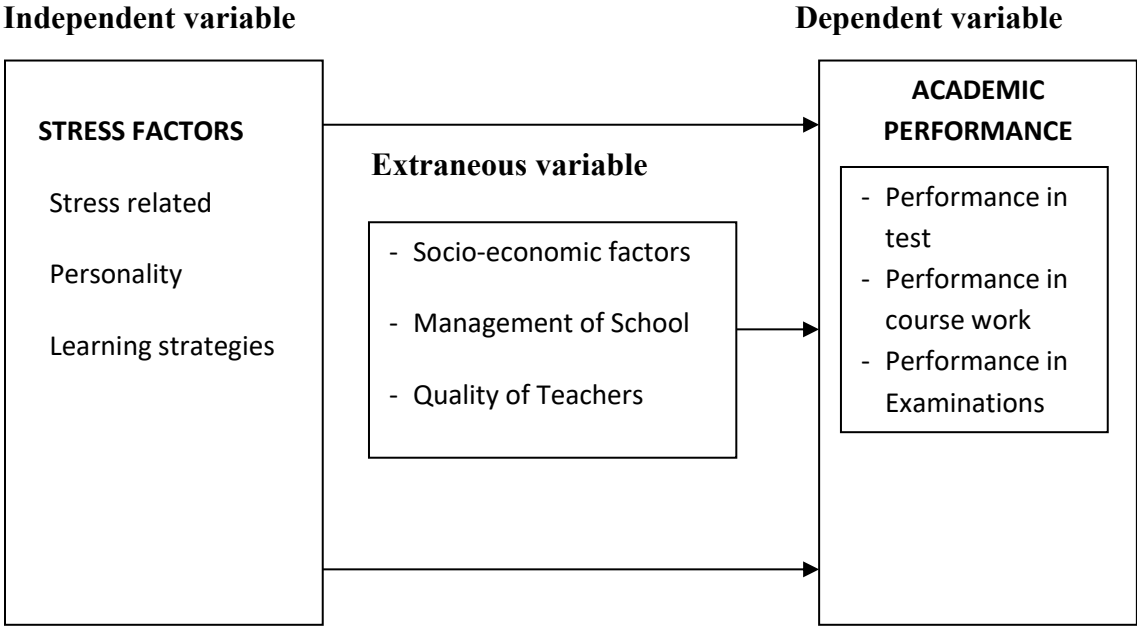 Independent variable
Dependent variable
STRESS FACTORS
Stress related
Personality
Learning strategies
Extraneous variable
- Socio-economic factors
- Management of School
- Quality of Teachers
ACADEMIC
PERFORMANCE
- Performance in
test
- Performance in
course work
- Performance in
Examinations